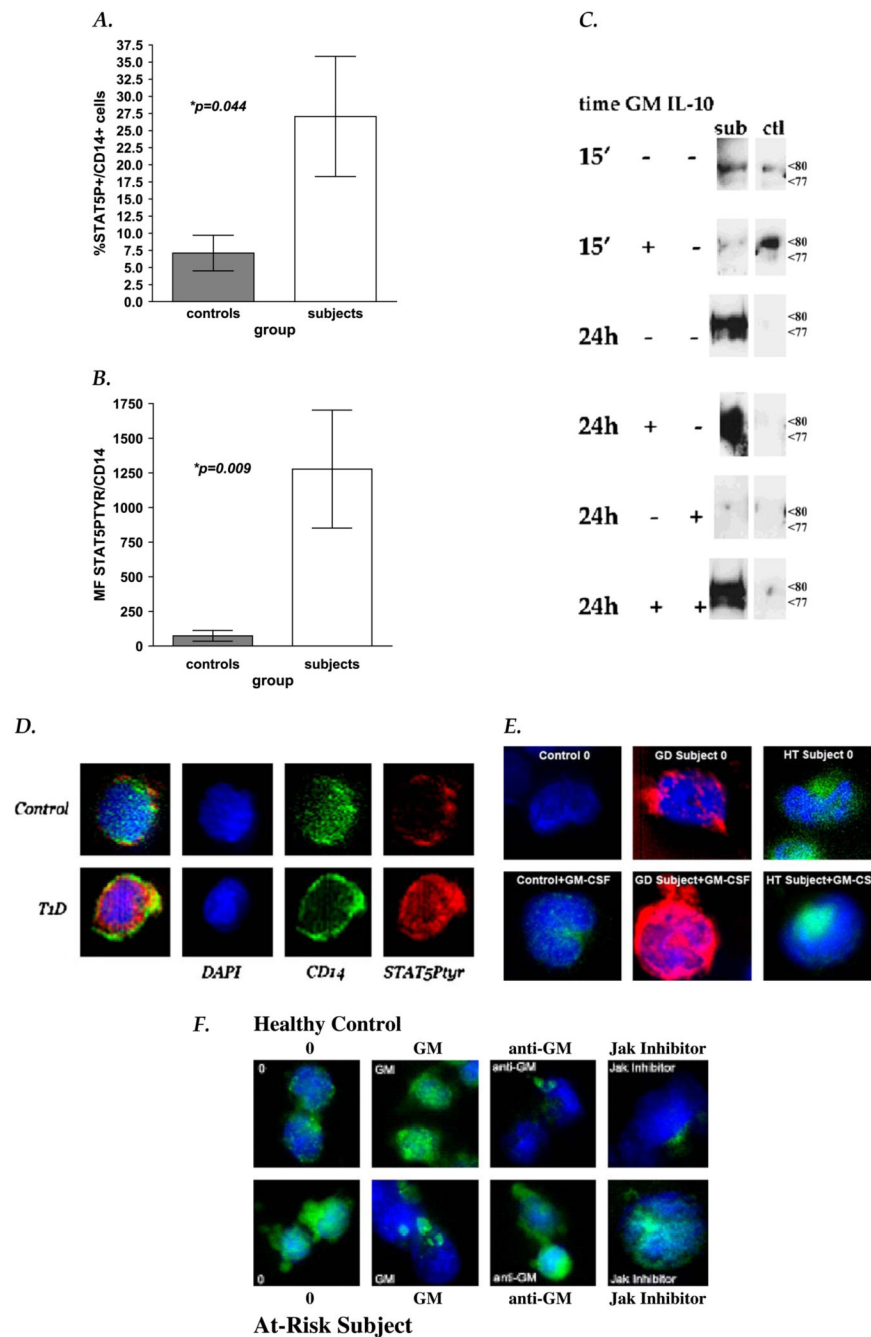 A.
37.5
35.0
32.5
30.0
27.5
25.0
22.5
20.0
17.5
15.0
12.5
10.0
7.5
5.0
2.5
0.0
%STAT5P+/CD14+ cells
*p=0.044
controls subjects
group
B.
1750
1500
1250
1000
750
500
250
0
MF STAT5PTYR/CD14
*p=0.009
controls subjects
group
C.
time GM IL-10
sub ctl
15′ - - <80
<77
15′ + - <80
<77
24h - - <80
<77
24h + - <80
<77
24h - + <80
<77
24h + + <80
<77
D.
Control
T1D
DAPI CD14 STAT5Ptyr
E.
Control 0 GD Subject 0 HT Subject 0
Control+GM-CSF GD Subject+GM-CSF HT Subject+GM-CS
F. Healthy Control
0 GM anti-GM Jak Inhibitor
0 GM anti-GM Jak Inhibitor
0 GM anti-GM Jak Inhibitor
0 GM anti-GM Jak Inhibitor
At-Risk Subject